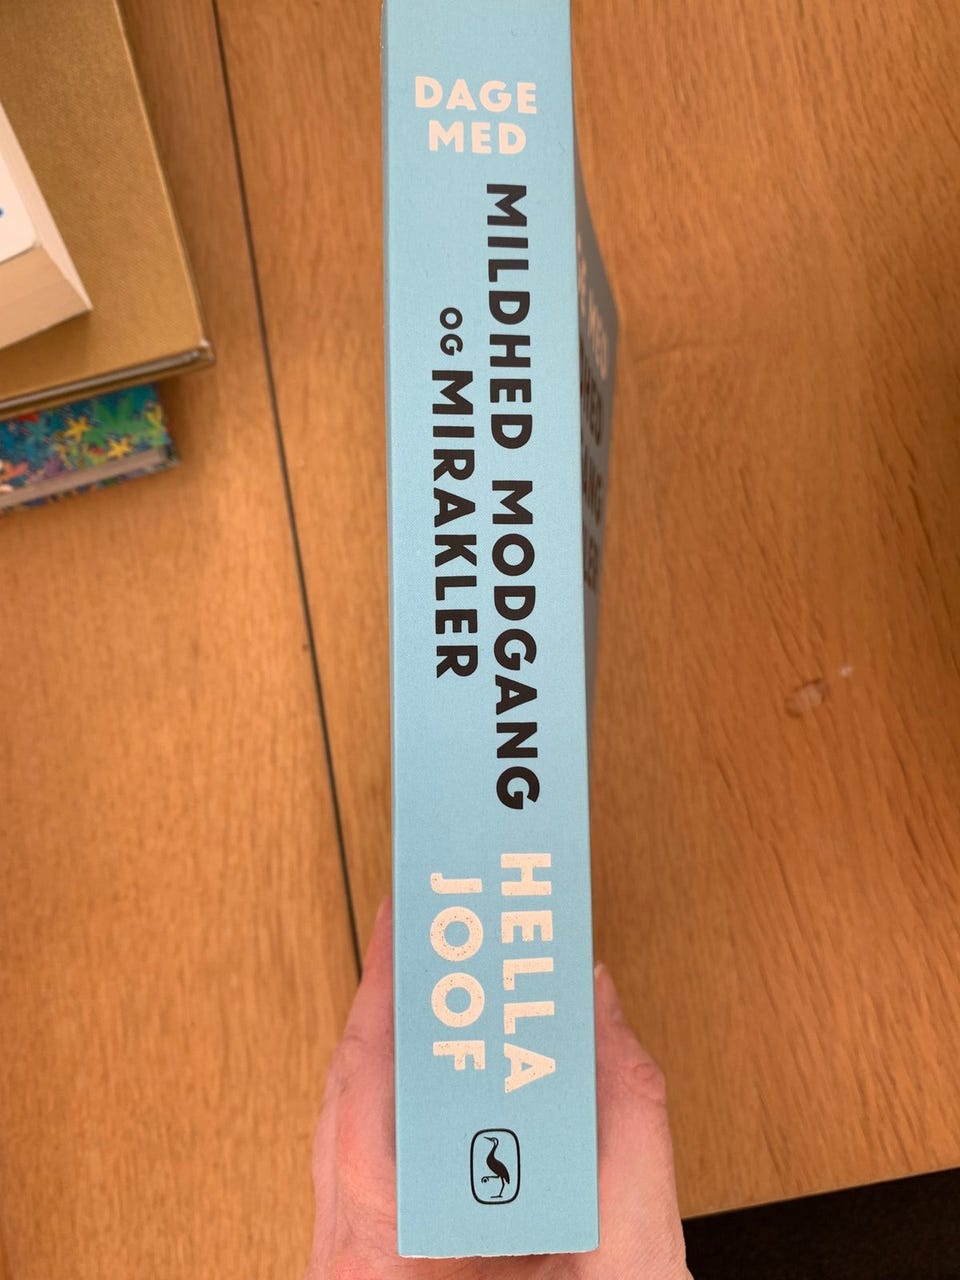 DAGE
MED
MILDHED MODGANG
OG MIRAKLER
HELLA
JOOF